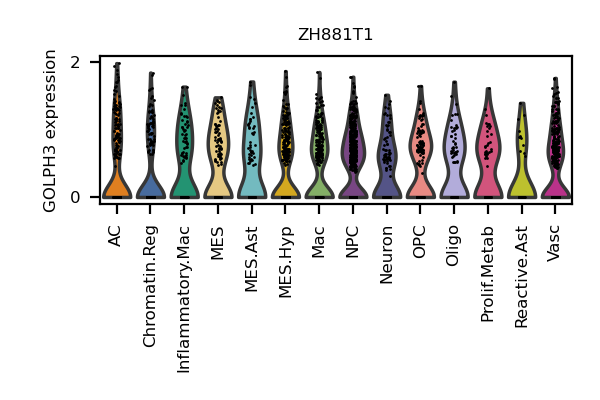 ZH881T1
GOLPH3 expression
2
0
AC
Chromatin.Reg
Inflammatory.Mac
MES
MES.Ast
MES.Hyp
Mac
NPC
Neuron
OPC
Oligo
Prolif.Metab
Reactive.Ast
Vasc